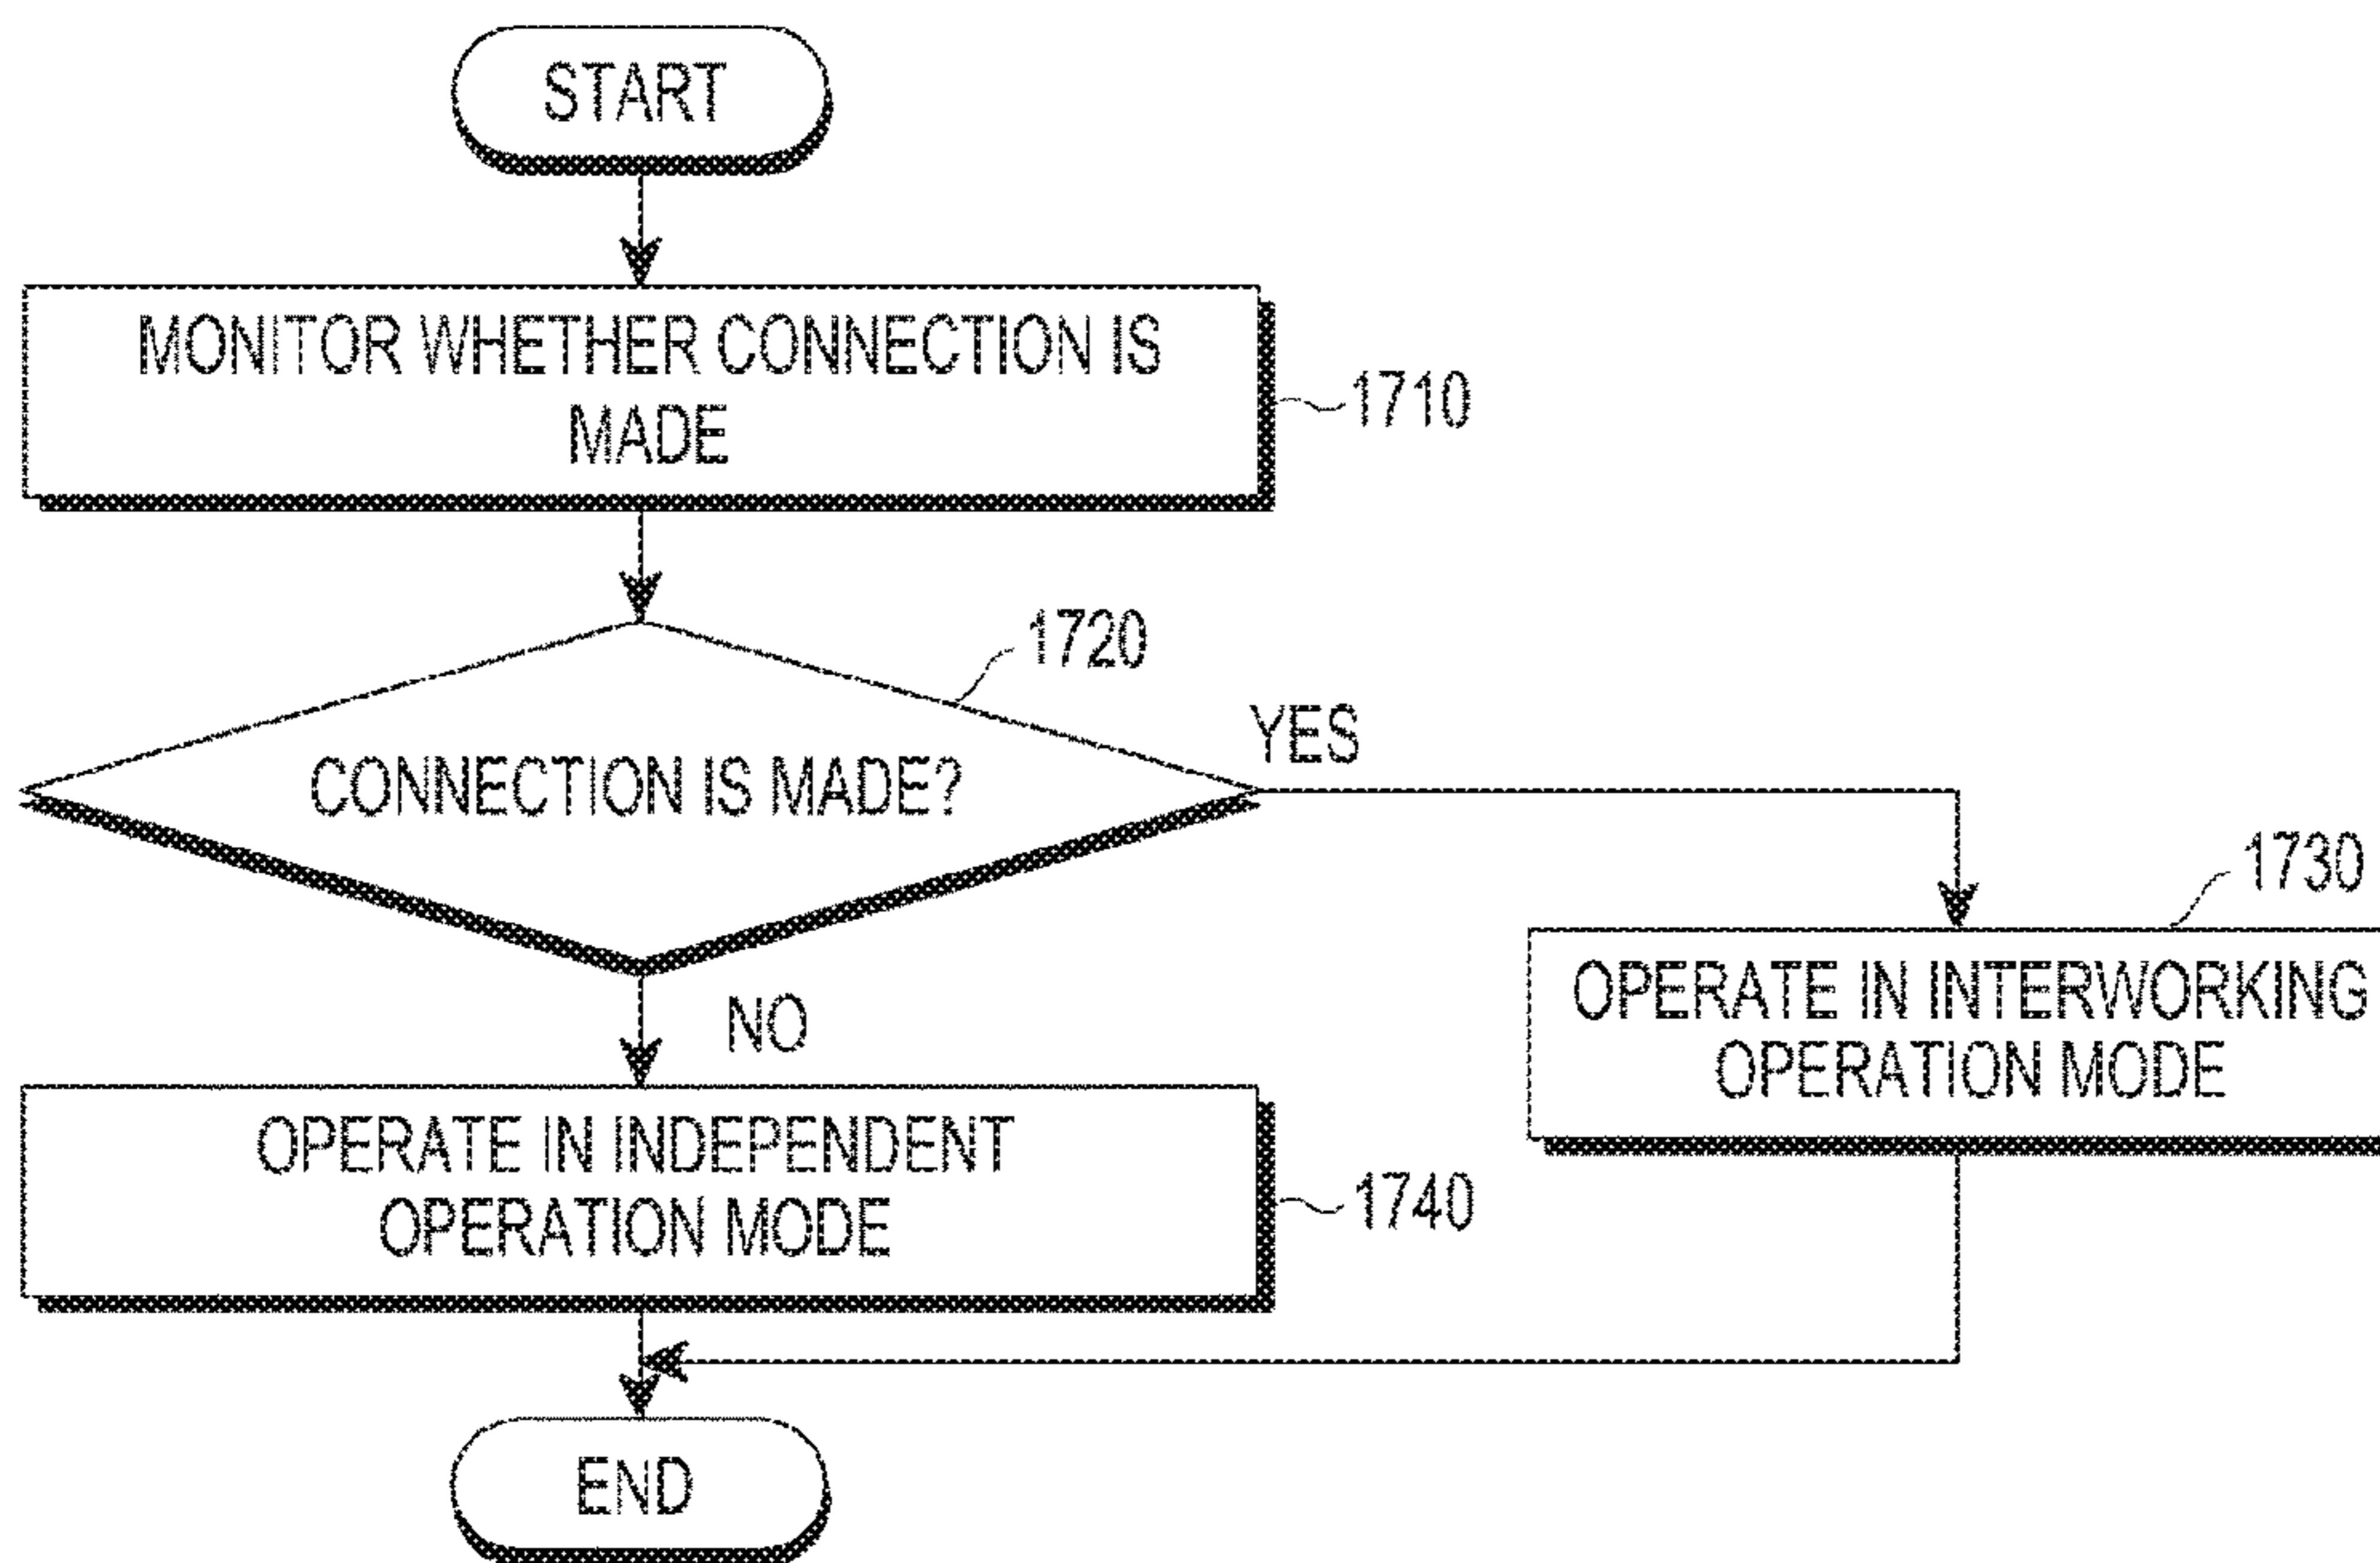 START
MONITOR WHETHER CONNECTION IS
MADE
1710
1720
CONNECTION IS MADE?
YES
1730
OPERATE IN INTERWORKING
OPERATION MODE
NO
OPERATE IN INDEPENDENT
OPERATION MODE
1740
END